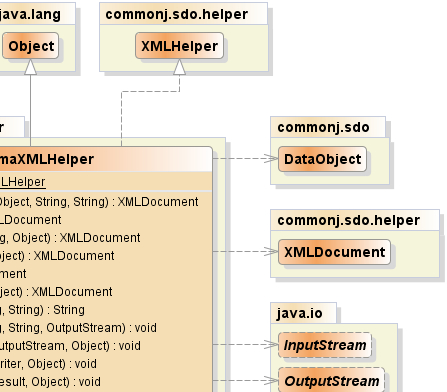 java.lang
Object
commonj.sdo.helper
XMLHelper
commonj.sdo
DataObject
commonj.sdo.helper
XMLDocument
java.io
InputStream
OutputStream
r
maXMLHelper
LHelper
Object, String, String) : XMLDocument
LDocument
g, Object) : XMLDocument
bject) : XMLDocument
ment
ject) : XMLDocument
g, String) : String
g, String, OutputStream) : void
utputStream, Object) : void
riter, Object) : void
esult, Object) : void